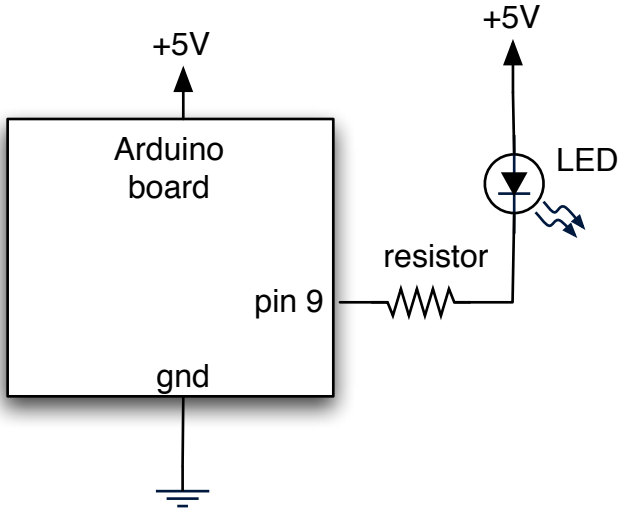 +5V
+5V
Arduino
board
LED
resistor
pin 9
gnd